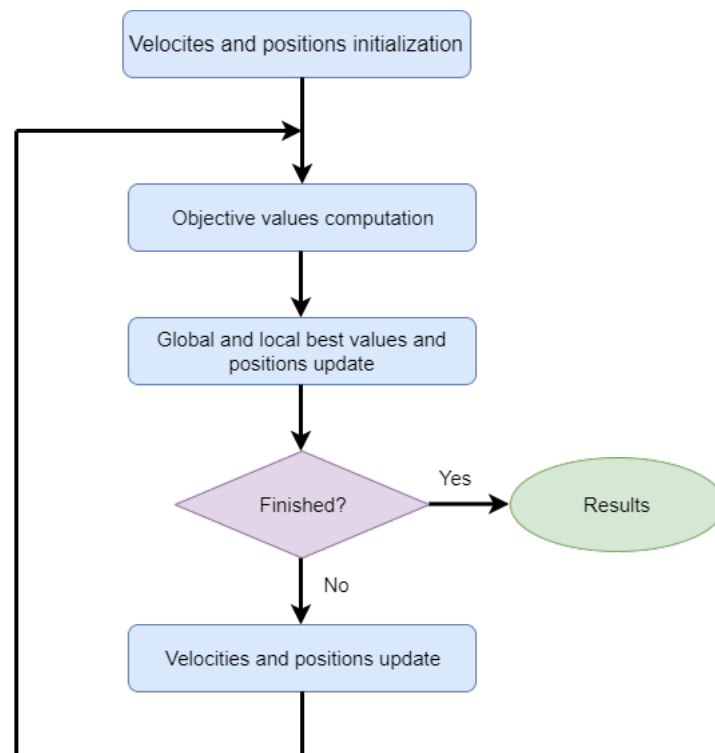 Velocites and positions initialization
Objective values computation
Global and local best values and
positions update
Finished?
Yes
Results
No
Velocities and positions update